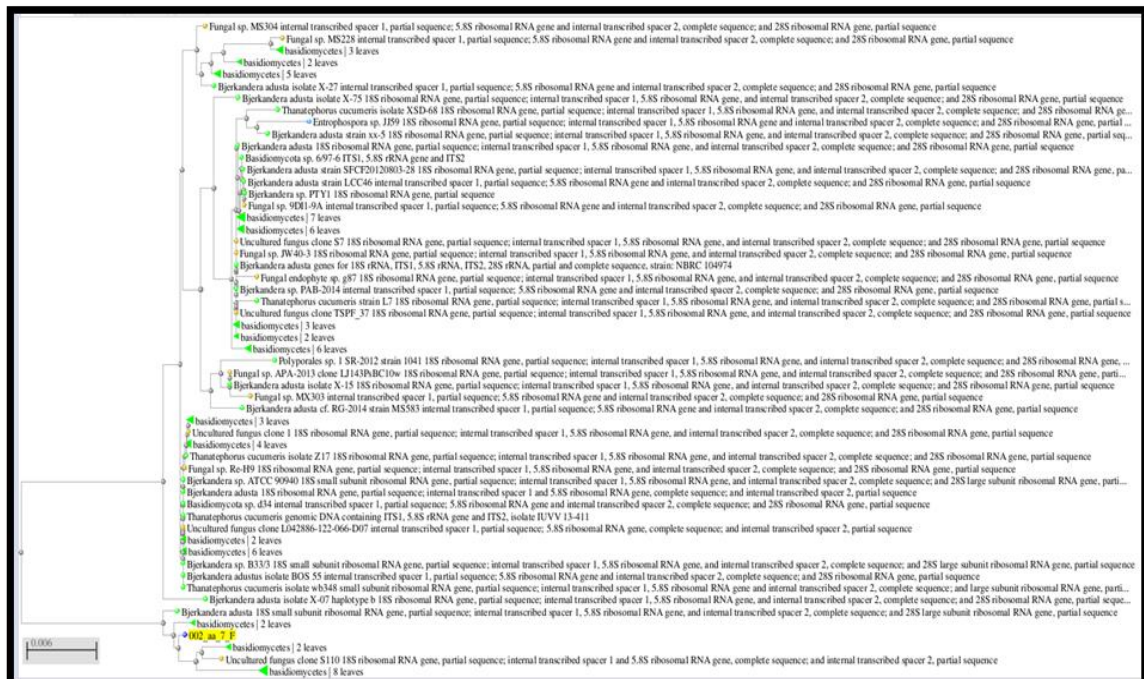 Fungal sp. MS304 internal transcribed spacer 1, partial sequence; 5.8S ribosomal RNA gene and internal transcribed spacer 2, complete sequence; and 28S ribosomal RNA gene, partial sequence
Fungal sp. MS228 internal transcribed spacer 1, partial sequence; 5.8S ribosomal RNA gene and internal transcribed spacer 2, complete sequence; and 28S ribosomal RNA gene, partial sequence
basidiomycetes | 3 leaves
basidiomycetes | 2 leaves
basidiomycetes | 5 leaves
Bjerkandera adusta isolate X-27 internal transcribed spacer 1, partial sequence; 5.8S ribosomal RNA gene and internal transcribed spacer 2, complete sequence; and 28S ribosomal RNA gene, partial sequence
Bjerkandera adusta isolate X-75 18S ribosomal RNA gene, partial sequence; internal transcribed spacer 1, 5.8S ribosomal RNA gene, and internal transcribed spacer 2, complete sequence; and 28S ribosomal RNA gene, partial sequence
Thanatephorus cucumeris isolate XSD-68 18S ribosomal RNA gene, partial sequence; internal transcribed spacer 1, 5.8S ribosomal RNA gene, and internal transcribed spacer 2, complete sequence; and 28S ribosomal RNA ge...
Entrophospora sp. JJ59 18S ribosomal RNA gene, partial sequence; internal transcribed spacer 1, 5.8S ribosomal RNA gene, and internal transcribed spacer 2, complete sequence; and 28S ribosomal RNA gene, partial ...
Bjerkandera adusta strain xx-5 18S ribosomal RNA gene, partial sequence; internal transcribed spacer 1, 5.8S ribosomal RNA gene, and internal transcribed spacer 2, complete sequence; and 28S ribosomal RNA gene, partial seq...
Bjerkandera adusta 18S ribosomal RNA gene, partial sequence; internal transcribed spacer 1, 5.8S ribosomal RNA gene, and internal transcribed spacer 2, complete sequence; and 28S ribosomal RNA gene, partial sequence
Basidiomycota sp. 6/97-6 ITS1, 5.8S rRNA gene and ITS2
Bjerkandera adusta strain SFCF20120803-28 18S ribosomal RNA gene, partial sequence; internal transcribed spacer 1, 5.8S ribosomal RNA gene, and internal transcribed spacer 2, complete sequence; and 28S ribosomal RNA gene, pa...
Bjerkandera adusta strain LCC46 internal transcribed spacer 1, partial sequence; 5.8S ribosomal RNA gene and internal transcribed spacer 2, complete sequence; and 28S ribosomal RNA gene, partial sequence
Bjerkandera sp. PTY1 18S ribosomal RNA gene, partial sequence
Fungal sp. 9DI1-9A internal transcribed spacer 1, partial sequence; 5.8S ribosomal RNA gene and internal transcribed spacer 2, complete sequence; and 28S ribosomal RNA gene, partial sequence
basidiomycetes | 7 leaves
basidiomycetes | 6 leaves
Uncultured fungus clone S7 18S ribosomal RNA gene, partial sequence; internal transcribed spacer 1, 5.8S ribosomal RNA gene, and internal transcribed spacer 2, complete sequence; and 28S ribosomal RNA gene, partial sequence
Fungal sp. JW40-3 18S ribosomal RNA gene, partial sequence; internal transcribed spacer 1, 5.8S ribosomal RNA gene, and internal transcribed spacer 2, complete sequence; and 28S ribosomal RNA gene, partial sequence
Bjerkandera adusta genes for 18S rRNA, ITS1, 5.8S rRNA, ITS2, 28S rRNA, partial and complete sequence, strain: NBRC 104974
Fungal endophyte sp. g87 18S ribosomal RNA gene, partial sequence; internal transcribed spacer 1, 5.8S ribosomal RNA gene, and internal transcribed spacer 2, complete sequence; and 28S ribosomal RNA gene, partial sequence
Bjerkandera sp. PAB-2014 internal transcribed spacer 1, partial sequence; 5.8S ribosomal RNA gene and internal transcribed spacer 2, complete sequence; and 28S ribosomal RNA gene, partial sequence
Thanatephorus cucumeris strain L7 18S ribosomal RNA gene, partial sequence; internal transcribed spacer 1, 5.8S ribosomal RNA gene, and internal transcribed spacer 2, complete sequence; and 28S ribosomal RNA gene, partial s...
Uncultured fungus clone TSPF_37 18S ribosomal RNA gene, partial sequence; internal transcribed spacer 1, 5.8S ribosomal RNA gene, and internal transcribed spacer 2, complete sequence; and 28S ribosomal RNA gene, partial sequence
basidiomycetes | 3 leaves
basidiomycetes | 2 leaves
basidiomycetes | 6 leaves
Polyporales sp. 1 SR-2012 strain 1041 18S ribosomal RNA gene, partial sequence; internal transcribed spacer 1, 5.8S ribosomal RNA gene, and internal transcribed spacer 2, complete sequence; and 28S ribosomal RNA gene, ...
Fungal sp. APA-2013 clone LJ143PsBC10w 18S ribosomal RNA gene, partial sequence; internal transcribed spacer 1, 5.8S ribosomal RNA gene, and internal transcribed spacer 2, complete sequence; and 28S ribosomal RNA gene, parti...
Bjerkandera adusta isolate X-15 18S ribosomal RNA gene, partial sequence; internal transcribed spacer 1, 5.8S ribosomal RNA gene, and internal transcribed spacer 2, complete sequence; and 28S ribosomal RNA gene, partial sequence
Fungal sp. MX303 internal transcribed spacer 1, partial sequence; 5.8S ribosomal RNA gene and internal transcribed spacer 2, complete sequence; and 28S ribosomal RNA gene, partial sequence
Bjerkandera adusta cf. RG-2014 strain MS583 internal transcribed spacer 1, partial sequence; 5.8S ribosomal RNA gene and internal transcribed spacer 2, complete sequence; and 28S ribosomal RNA gene, partial sequence
basidiomycetes | 3 leaves
Uncultured fungus clone 1 18S ribosomal RNA gene, partial sequence; internal transcribed spacer 1, 5.8S ribosomal RNA gene, and internal transcribed spacer 2, complete sequence; and 28S ribosomal RNA gene, partial sequence
basidiomycetes | 4 leaves
Thanatephorus cucumeris isolate Z17 18S ribosomal RNA gene, partial sequence; internal transcribed spacer 1, 5.8S ribosomal RNA gene, and internal transcribed spacer 2, complete sequence; and 28S ribosomal RNA gene, partial sequence
Fungal sp. Re-H9 18S ribosomal RNA gene, partial sequence; internal transcribed spacer 1, 5.8S ribosomal RNA gene, and internal transcribed spacer 2, complete sequence; and 28S ribosomal RNA gene, partial sequence
Bjerkandera sp. ATCC 90940 18S small subunit ribosomal RNA gene, partial sequence; internal transcribed spacer 1, 5.8S ribosomal RNA gene, and internal transcribed spacer 2, complete sequence; and 28S large subunit ribosomal RNA gene, parti...
Bjerkandera adusta 18S ribosomal RNA gene, partial sequence; internal transcribed spacer 1 and 5.8S ribosomal RNA gene, complete sequence; and internal transcribed spacer 2, partial sequence
Basidiomycota sp. d34 internal transcribed spacer 1, partial sequence; 5.8S ribosomal RNA gene and internal transcribed spacer 2, complete sequence; and 28S ribosomal RNA gene, partial sequence
Thanatephorus cucumeris genomic DNA containing ITS1, 5.8S rRNA gene and ITS2, isolate IUVV 13-411
Uncultured fungus clone L042886-122-066-D07 internal transcribed spacer 1, partial sequence; 5.8S ribosomal RNA gene, complete sequence; and internal transcribed spacer 2, partial sequence
basidiomycetes | 2 leaves
basidiomycetes | 6 leaves
Bjerkandera sp. B33/3 18S small subunit ribosomal RNA gene, partial sequence; internal transcribed spacer 1, 5.8S ribosomal RNA gene, and internal transcribed spacer 2, complete sequence; and 28S large subunit ribosomal RNA gene, partial sequence
Bjerkandera adustus isolate BOS 55 internal transcribed spacer 1, partial sequence; 5.8S ribosomal RNA gene and internal transcribed spacer 2, complete sequence; and 28S ribosomal RNA gene, partial sequence
Thanatephorus cucumeris isolate wb348 small subunit ribosomal RNA gene, partial sequence; internal transcribed spacer 1, 5.8S ribosomal RNA gene, and internal transcribed spacer 2, complete sequence; and large subunit ribosomal RNA gene, parti...
Bjerkandera adusta isolate X-07 haplotype b 18S ribosomal RNA gene, partial sequence; internal transcribed spacer 1, 5.8S ribosomal RNA gene, and internal transcribed spacer 2, complete sequence; and 28S ribosomal RNA gene, partial seque...
Bjerkandera adusta 18S small subunit ribosomal RNA gene, partial sequence; internal transcribed spacer 1, 5.8S ribosomal RNA gene, and internal transcribed spacer 2, complete sequence; and 28S large subunit ribosomal RNA gene, partial sequence
basidiomycetes | 2 leaves
002_aa_7_F
basidiomycetes | 2 leaves
Uncultured fungus clone S110 18S ribosomal RNA gene, partial sequence; internal transcribed spacer 1 and 5.8S ribosomal RNA gene, complete sequence; and internal transcribed spacer 2, partial sequence
basidiomycetes | 8 leaves
0.006